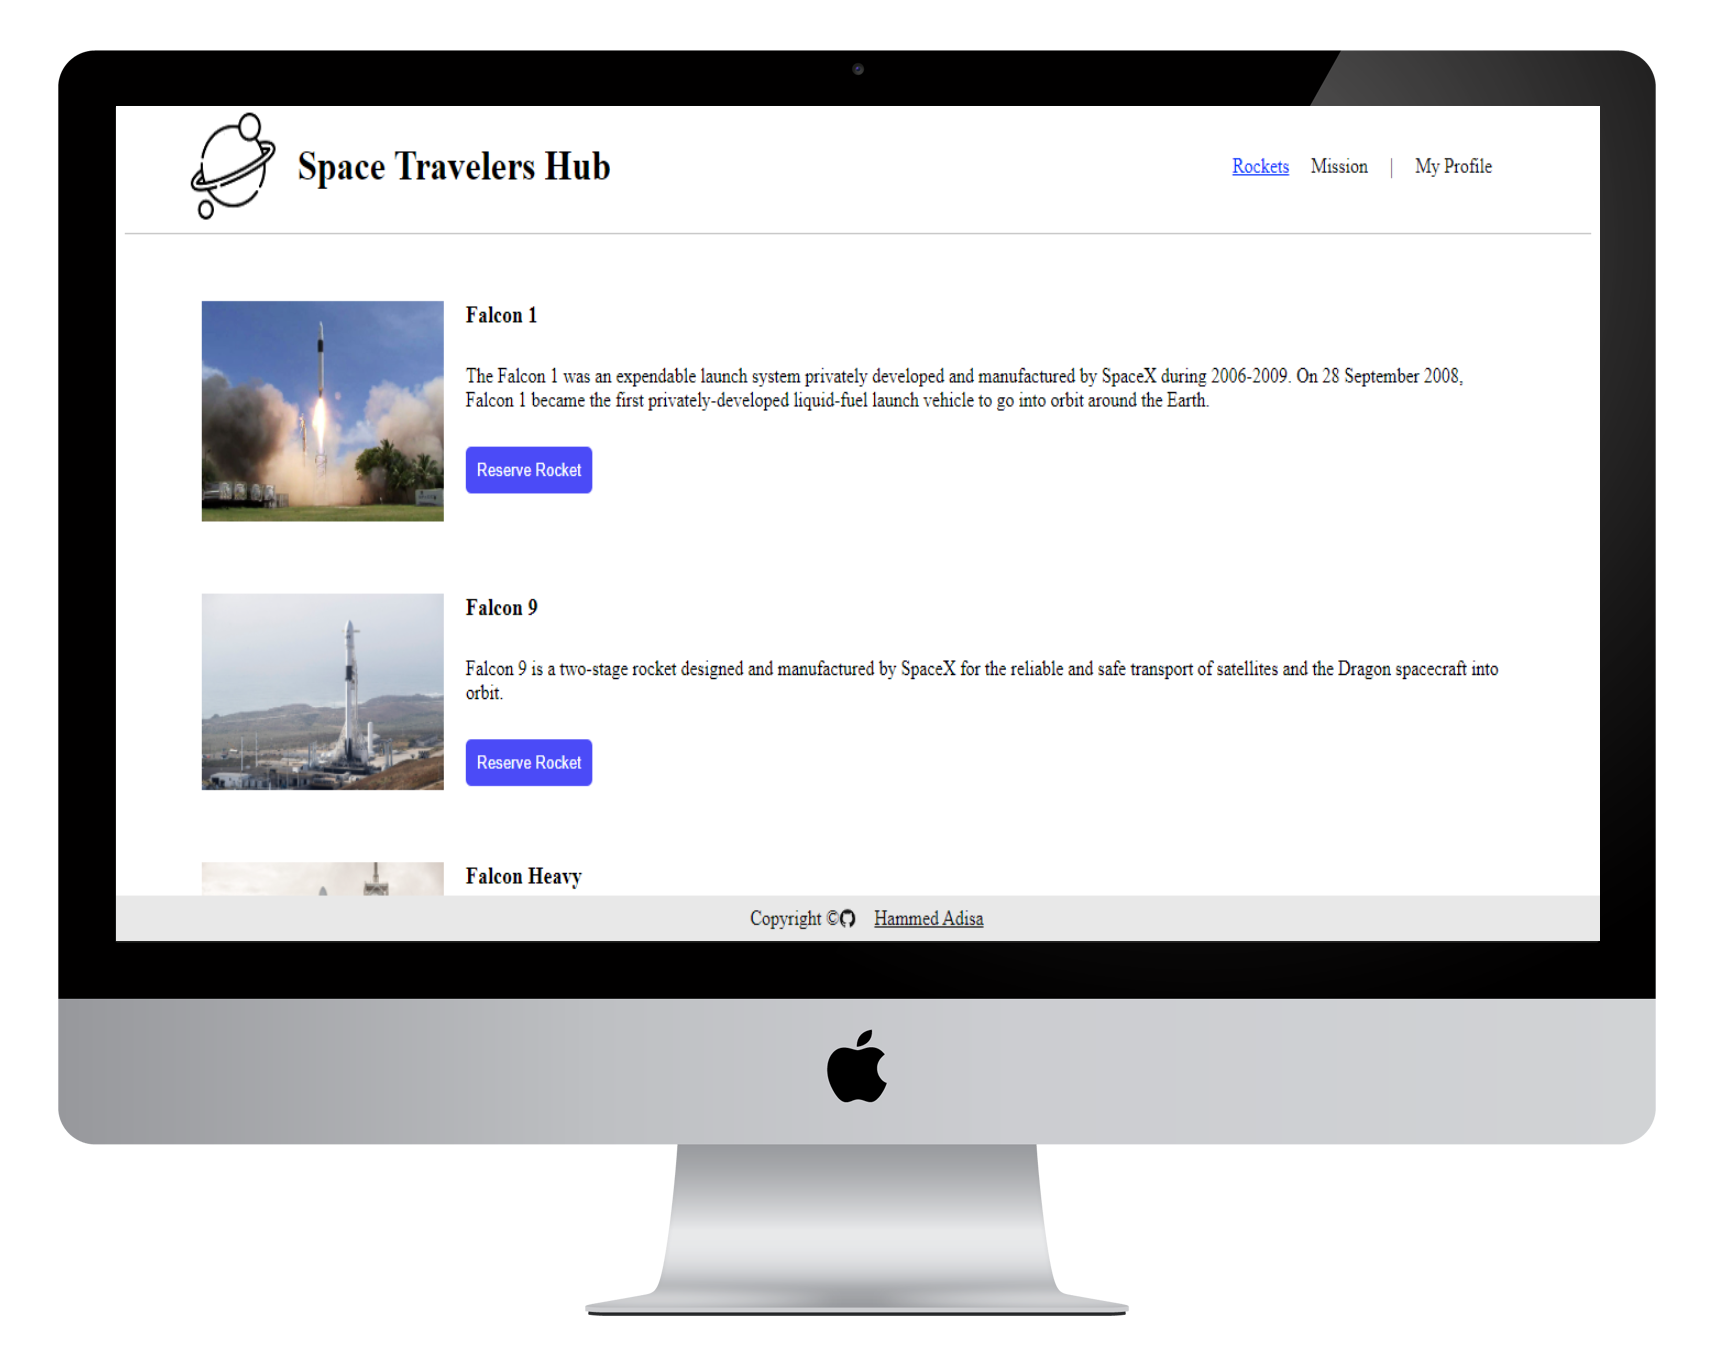 Space Travelers Hub
Rockets Mission | My Profile
Falcon 1
The Falcon 1 was an expendable launch system privately developed and manufactured by SpaceX during 2006-2009. On 28 September 2008,
Falcon 1 became the first privately-developed liquid-fuel launch vehicle to go into orbit around the Earth.
Reserve Rocket
Falcon 9
Falcon 9 is a two-stage rocket designed and manufactured by SpaceX for the reliable and safe transport of satellites and the Dragon spacecraft into
orbit.
Reserve Rocket
Falcon Heavy
Copyright © Hammed Adisa